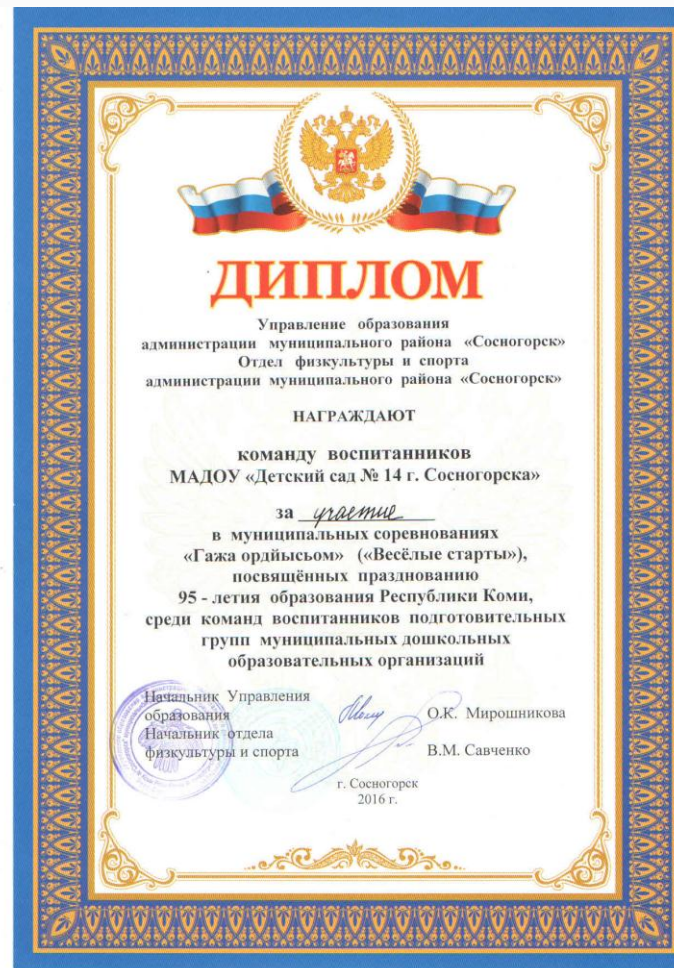 ДИПЛОМ
Управление образования
администрации муниципального района «Сосногорск»
Отдел физкультуры и спорта
администрации муниципального района «Сосногорск»
НАГРАЖДАЮТ
команду воспитанников
МАДОУ «Детский сад № 14 г. Сосногорска»
за участие
в муниципальных соревнованиях
«Гажа ордйысьом» («Весёлые старты»),
посвящённых празднованию
95 - летия образования Республики Коми,
среди команд воспитанников подготовительных
групп муниципальных дошкольных
образовательных организаций
Начальник Управления
образования О.К. Мирошникова
Начальник отдела
физкультуры и спорта В.М. Савченко
г. Сосногорск
2016 г.